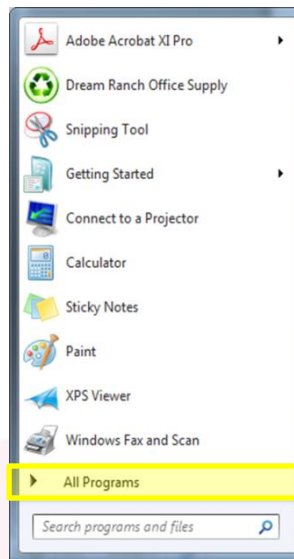 Adobe Acrobat XI Pro
Dream Ranch Office Supply
Snipping Tool
Getting Started
Connect to a Projector
Calculator
Sticky Notes
Paint
XPS Viewer
Windows Fax and Scan
All Programs
Search programs and files